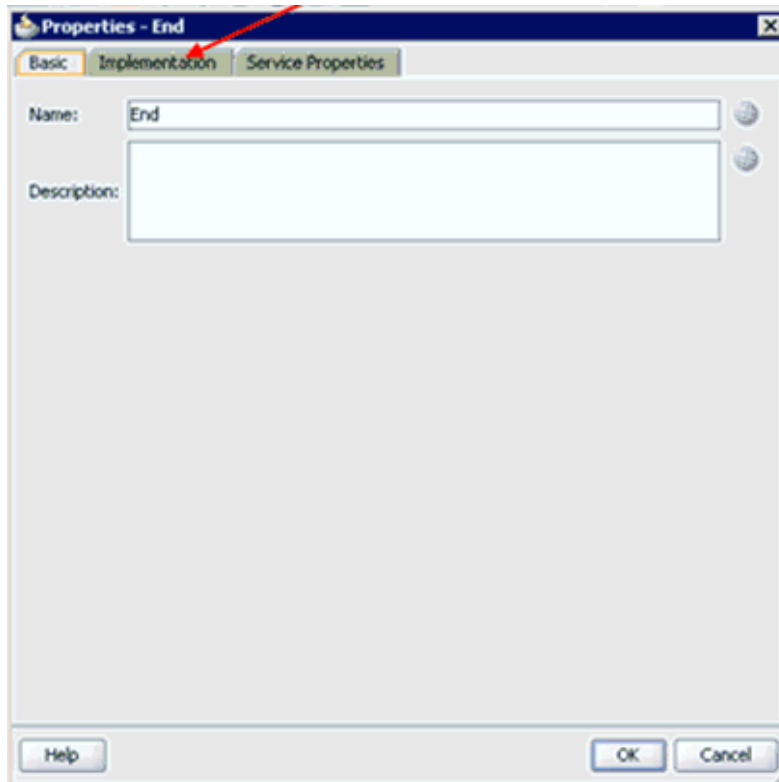 Properties - End
Basic Implementation Service Properties
Name: End
Description:
Help OK Cancel